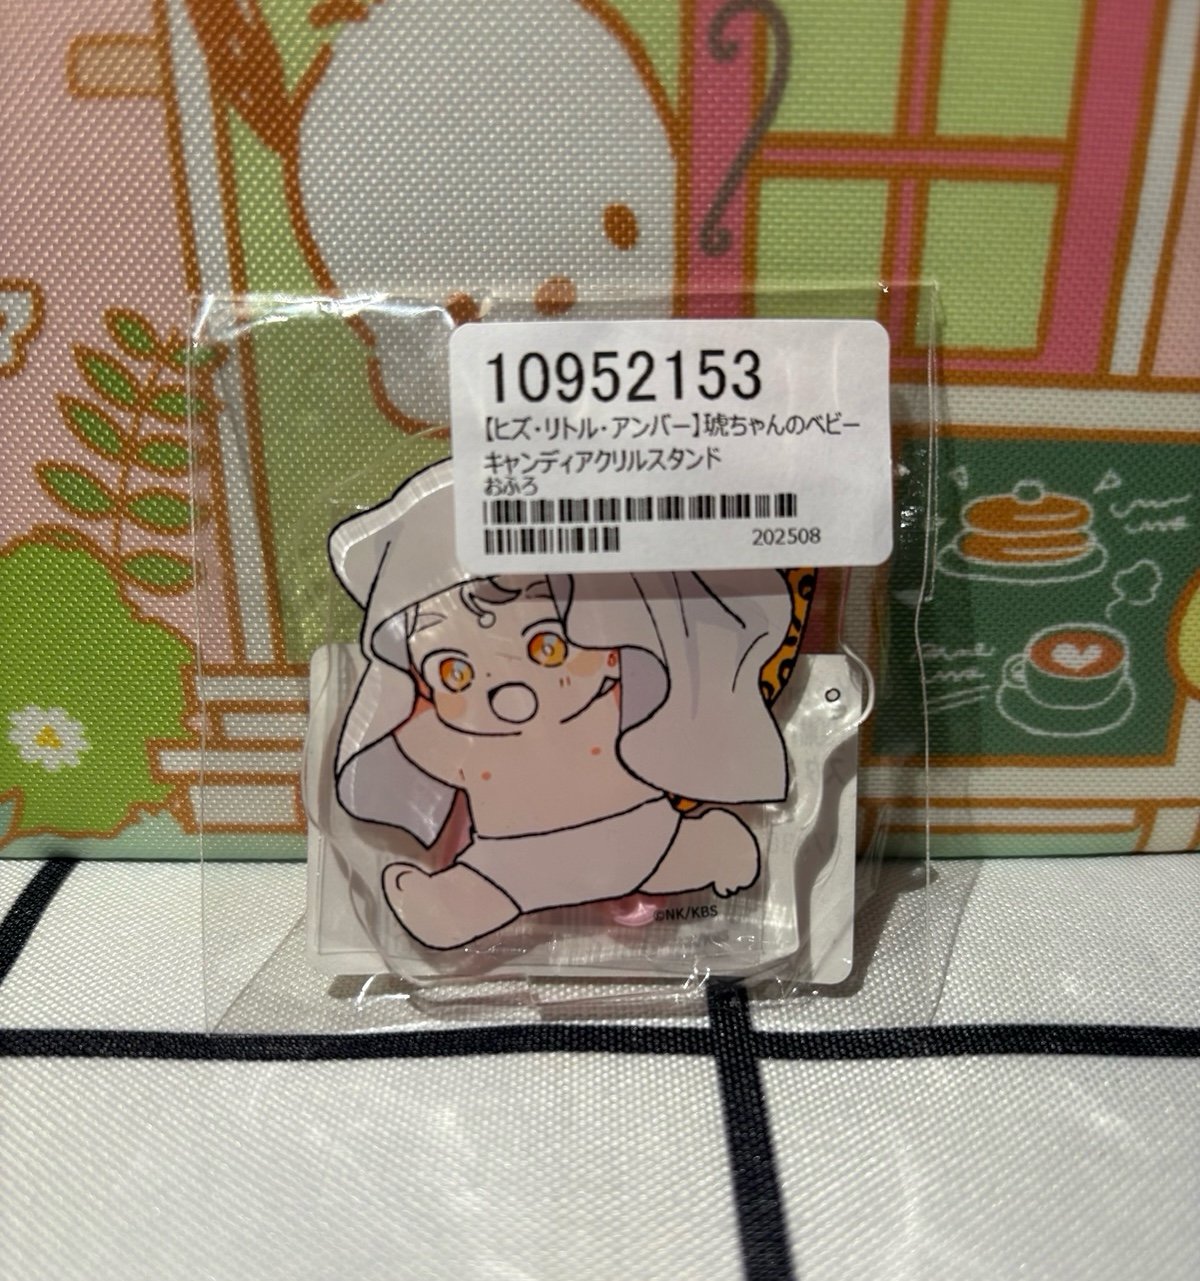 10952153
【ヒズ・リトル・アンバー】琥ちゃんのベビー
キャンディアクリルスタンド
おふろ
202508
©NK/KBS